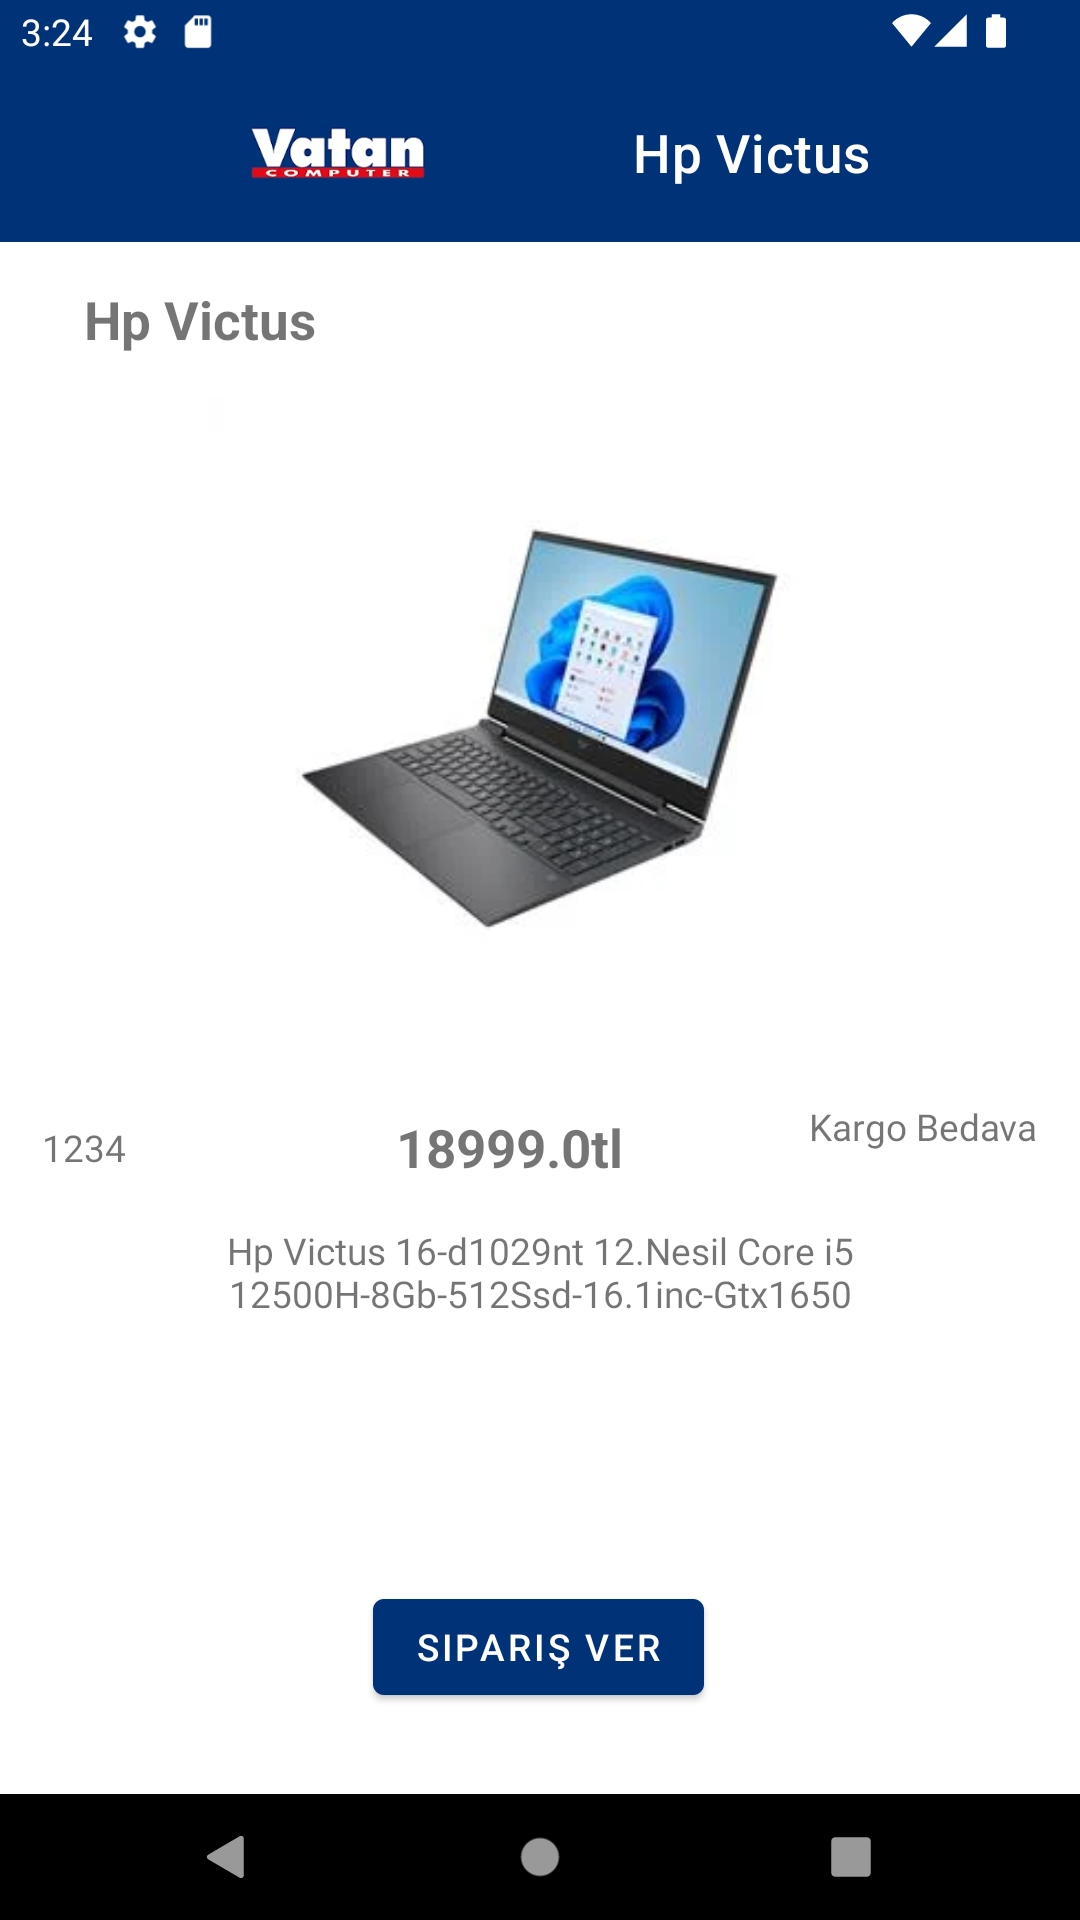 3:24
Vatan
COMPUTER
Hp Victus
Hp Victus
1234
18999.0tl
Kargo Bedava
Hp Victus 16-d1029nt 12.Nesil Core i5
12500H-8Gb-512Ssd-16.1inc-Gtx1650
SIPARIŞ VER